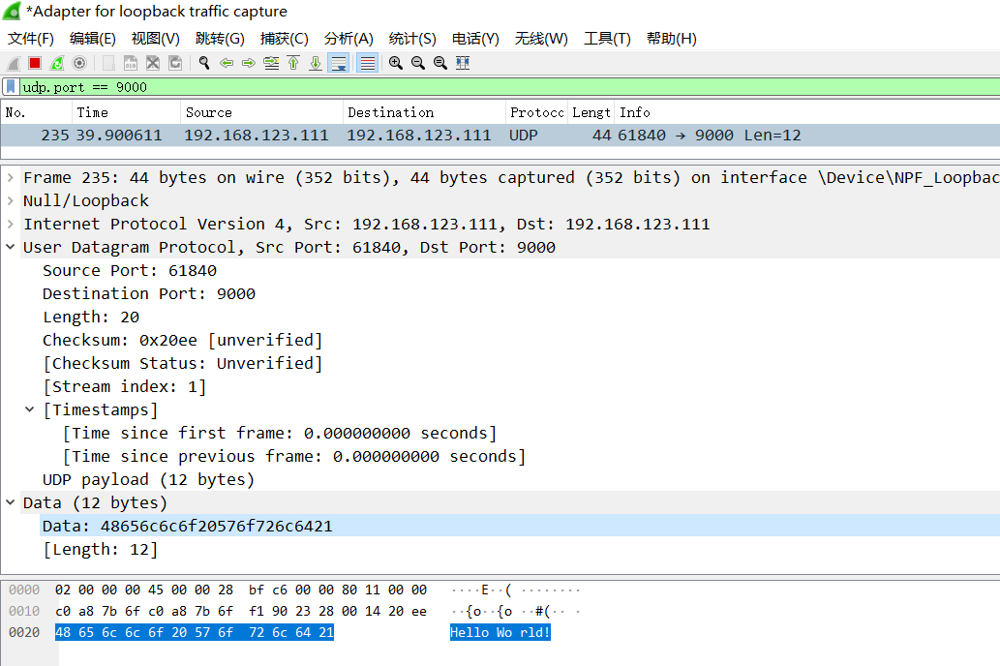 *Adapter for loopback traffic capture
文件(F) 编辑(E) 视图(V) 跳转(G) 捕获(C) 分析(A) 统计(S) 电话(Y) 无线(W) 工具(T) 帮助(H)
udp.port == 9000
No. Time Source Destination Protocc Lengt Info
235 39.900611 192.168.123.111 192.168.123.111 UDP 44 61840 → 9000 Len=12
Frame 235: 44 bytes on wire (352 bits), 44 bytes captured (352 bits) on interface \Device\NPF_Loopbac
Null/Loopback
Internet Protocol Version 4, Src: 192.168.123.111, Dst: 192.168.123.111
User Datagram Protocol, Src Port: 61840, Dst Port: 9000
Source Port: 61840
Destination Port: 9000
Length: 20
Checksum: 0x20ee [unverified]
[Checksum Status: Unverified]
[Stream index: 1]
[Timestamps]
[Time since first frame: 0.000000000 seconds]
[Time since previous frame: 0.000000000 seconds]
UDP payload (12 bytes)
Data (12 bytes)
Data: 48656c6c6f20576f726c6421
[Length: 12]
0000 02 00 00 00 45 00 00 28 bf c6 00 00 80 11 00 00 ····E··( ········
0010 c0 a8 7b 6f c0 a8 7b 6f f1 90 23 28 00 14 20 ee ··{o··{o ··#(·· ·
0020 48 65 6c 6c 6f 20 57 6f 72 6c 64 21 Hello Wo rld!